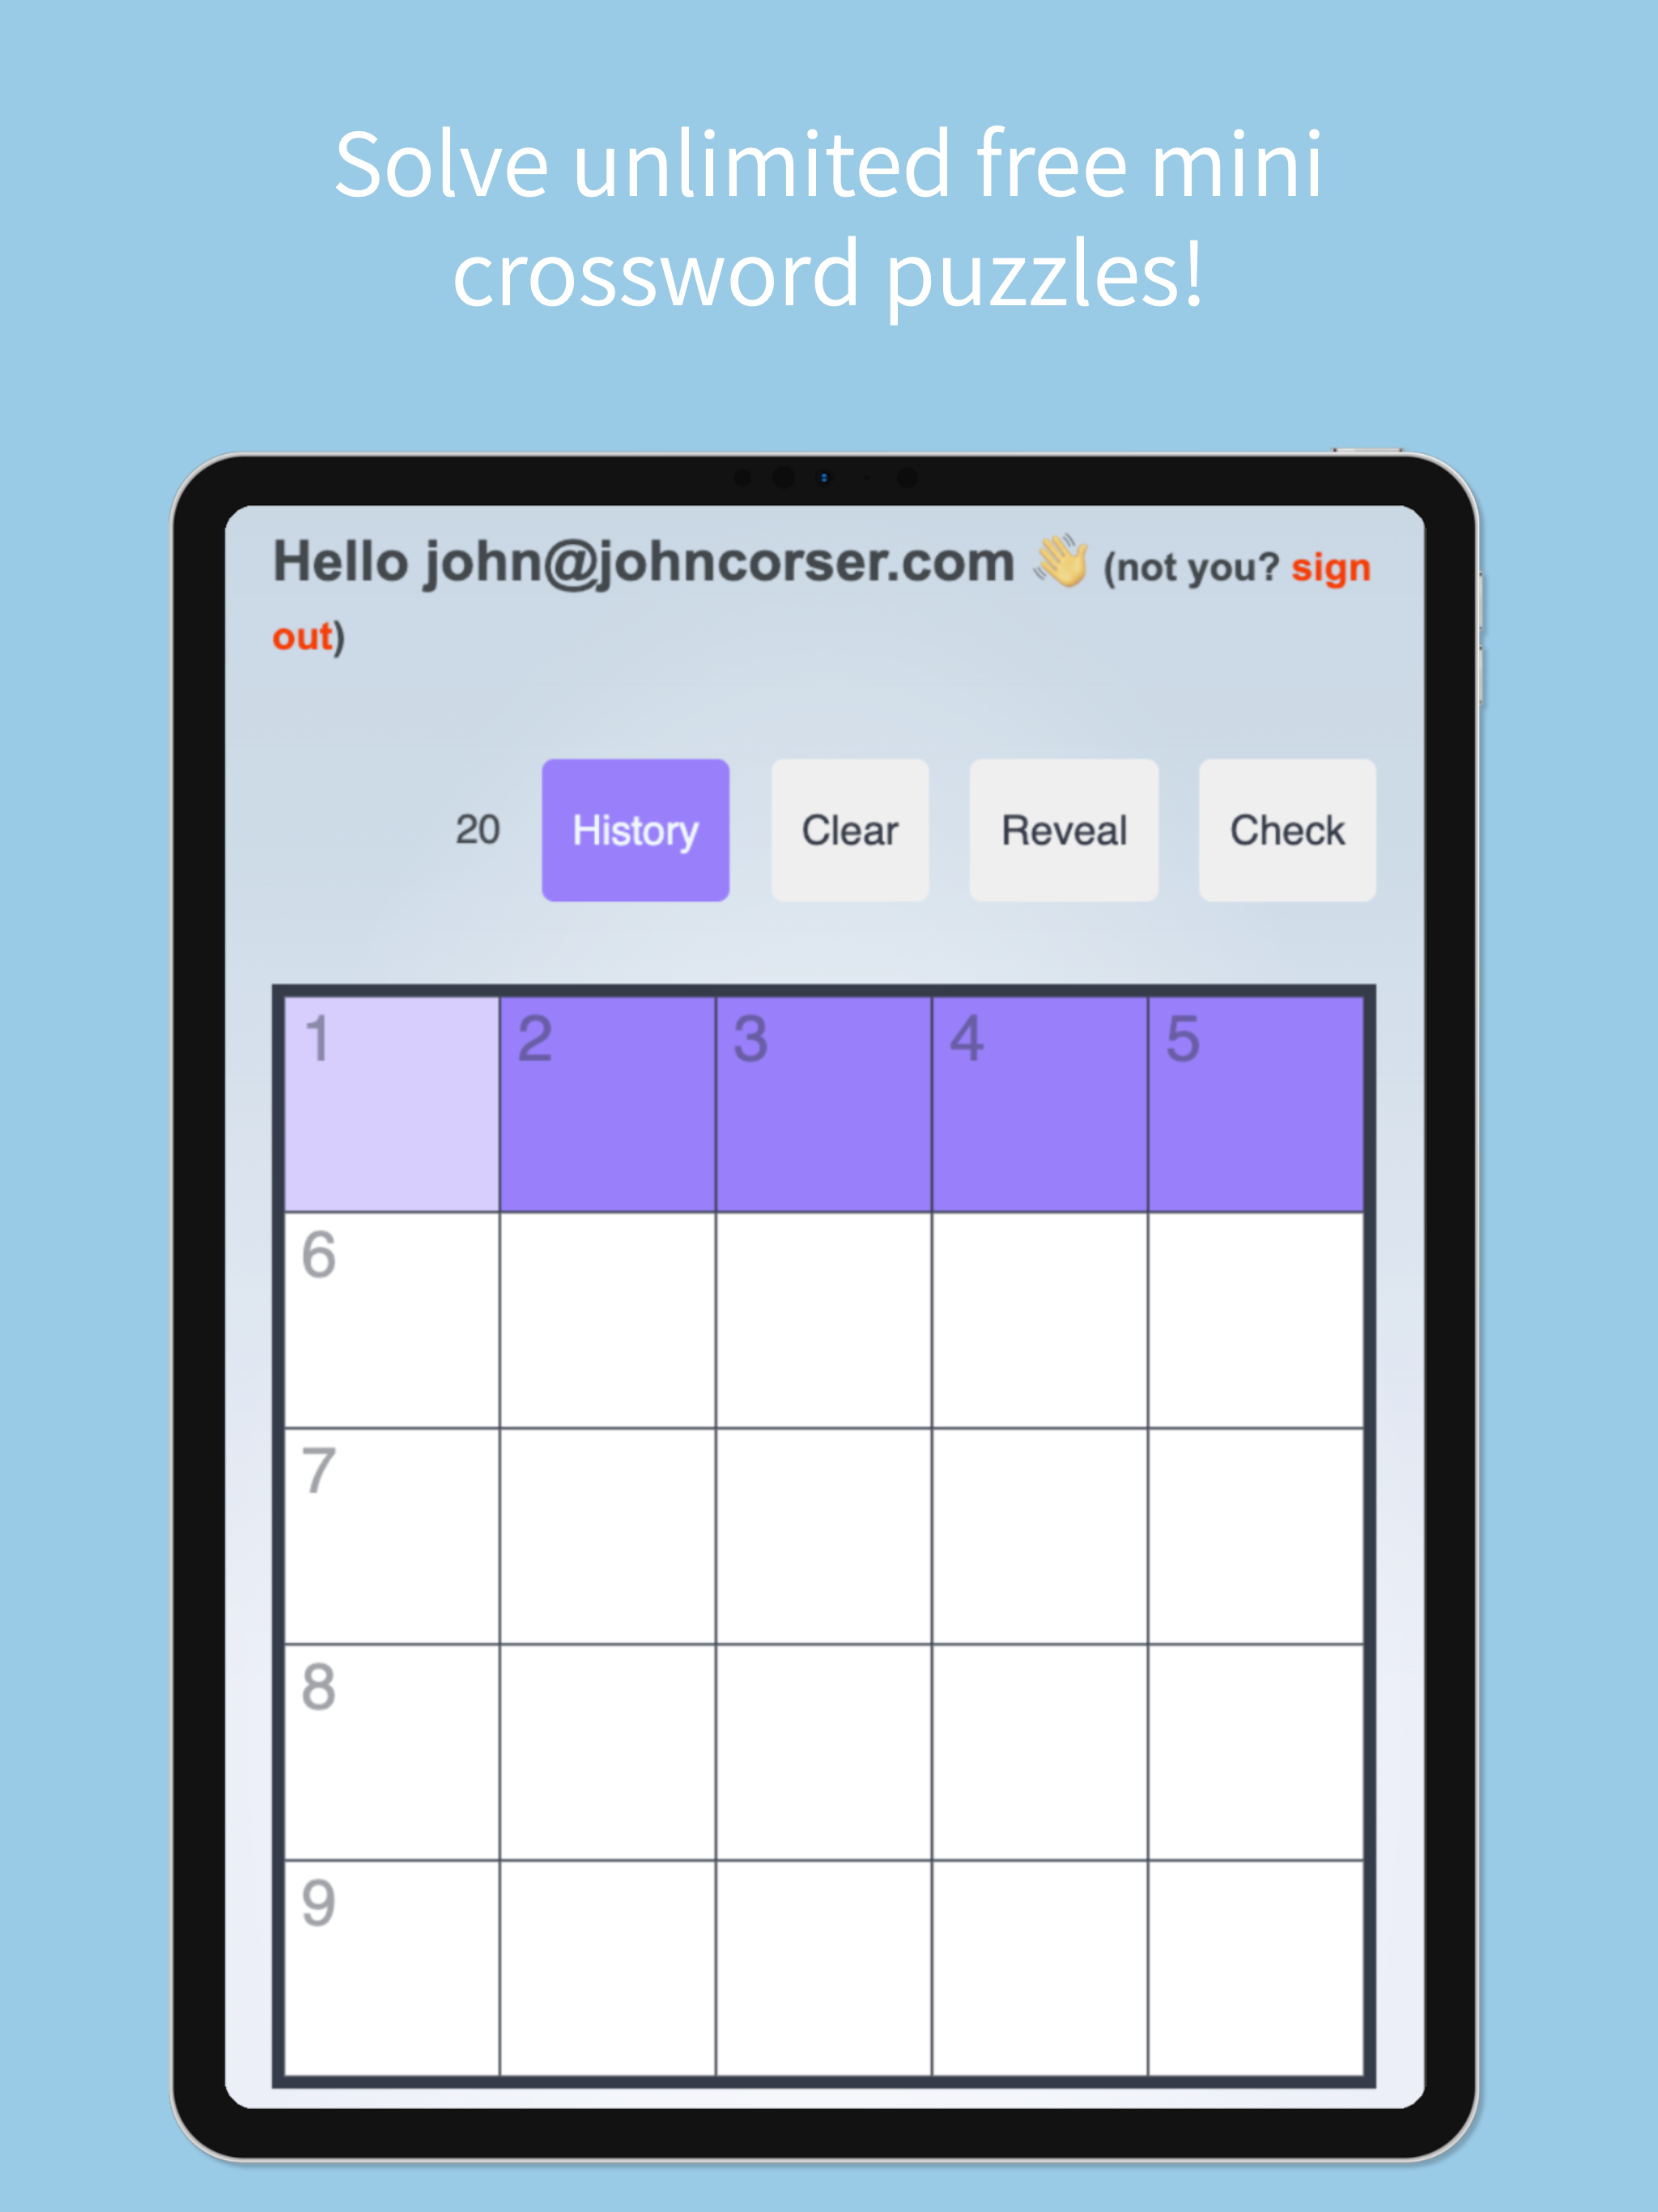 Solve unlimited free mini
crossword puzzles!
Hello john@johncorser.com 👋 (not you? sign
out)
20 History Clear Reveal Check
1 2 3 4 5
6
7
8
9